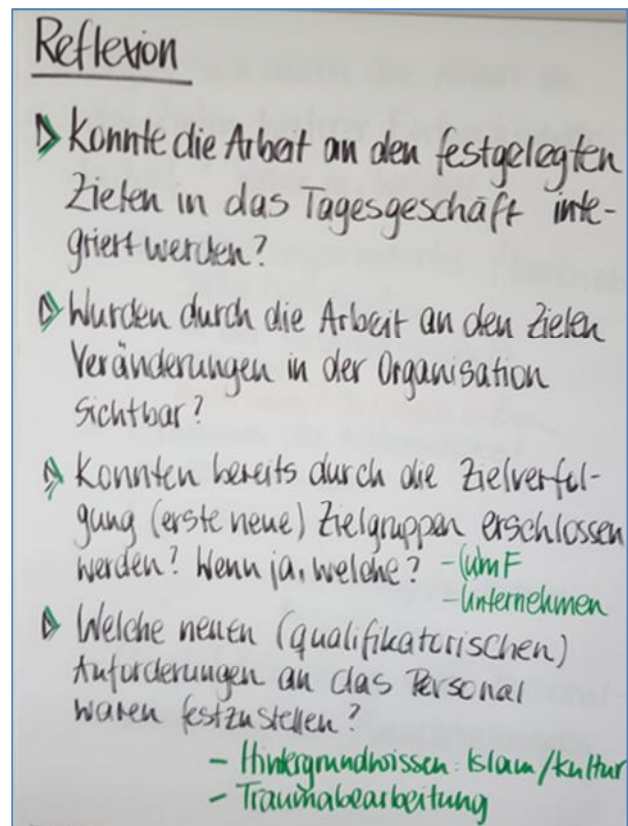 Reflexion
Konnte die Arbeit an den festgelegten
Zielen in das Tagesgeschäft inte-
griert werden?
Wurden durch die Arbeit an den Zielen
Veränderungen in der Organisation
sichtbar?
Konnten bereits durch die Zielverfol-
gung (erste neue) Zielgruppen erschlossen
werden? Wenn ja, welche? - umF
- Unternehmen
Welche neuen (qualifikatorischen)
Anforderungen an das Personal
waren festzustellen?
- Hintergrundwissen: Islam/Kultur
- Traumabearbeitung